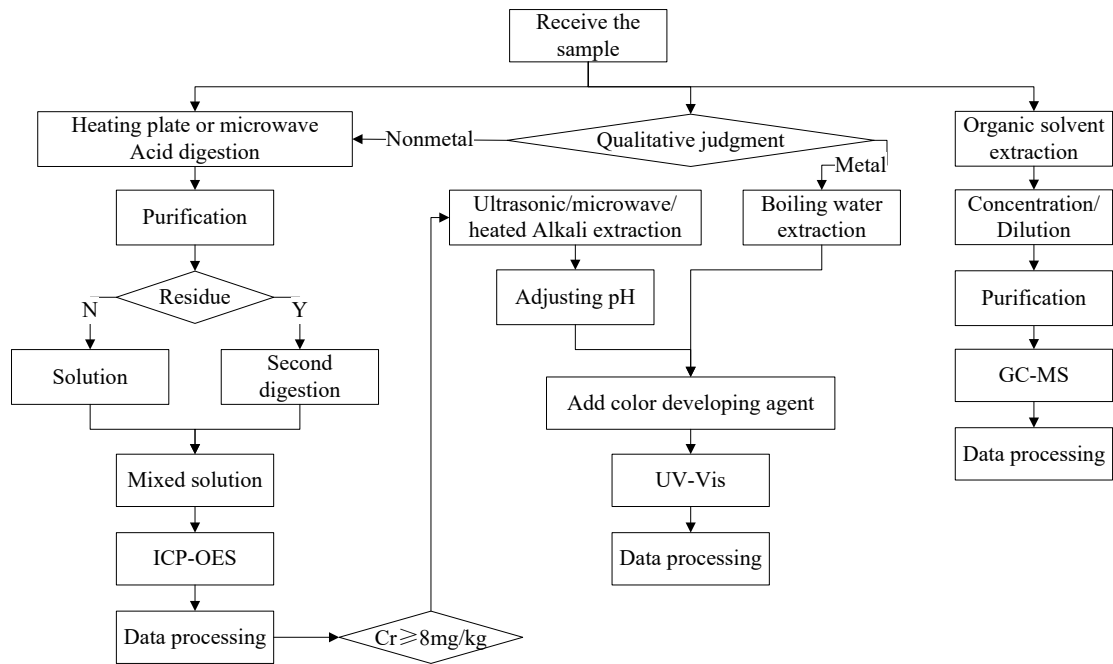 Receive the
sample
Heating plate or microwave
Acid digestion
Nonmetal
Qualitative judgment
Metal
Organic solvent
extraction
Purification
Ultrasonic/microwave/
heated Alkali extraction
Boiling water
extraction
Concentration/
Dilution
Residue
N
Y
Adjusting pH
Purification
Solution
Second
digestion
Add color developing agent
GC-MS
Mixed solution
UV-Vis
Data processing
ICP-OES
Data processing
Data processing
Cr⩾8mg/kg